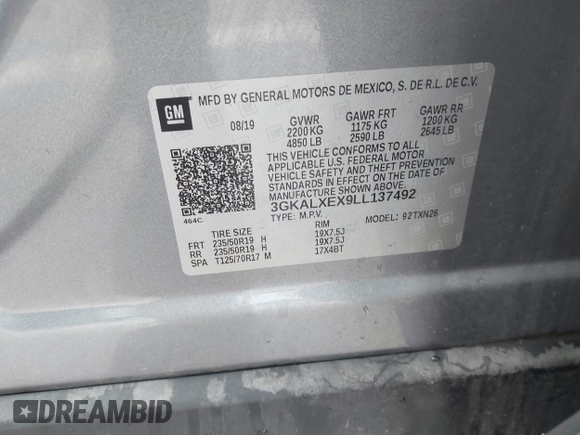 GM
MFD BY GENERAL MOTORS DE MEXICO, S. DE R.L. DE C.V.
08/19 GVWR GAWR FRT GAWR RR
2200 KG 1175 KG 1200 KG
4850 LB 2590 LB 2645 LB
THIS VEHICLE CONFORMS TO ALL
APPLICABLE U.S. FEDERAL MOTOR
VEHICLE SAFETY AND THEFT PREVENTION
STANDARDS IN EFFECT ON THE DATE OF
MANUFACTURE SHOWN ABOVE.
3GKALXEX9LL137492
TYPE: M.P.V. MODEL: 92TXN26
464C
TIRE SIZE RIM
FRT 235/50R19 H 19X7.5J
RR 235/50R19 H 19X7.5J
SPA T125/70R17 M 17X4BT
DREAMBID